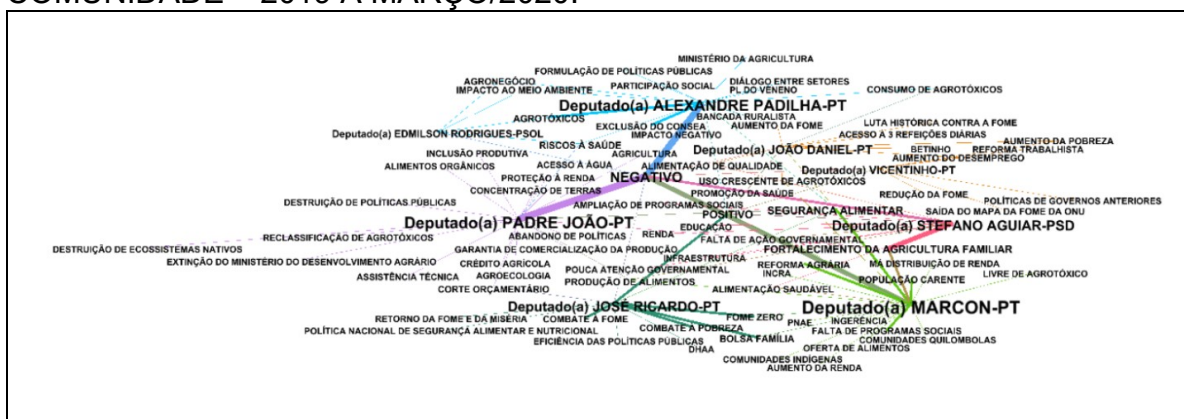 COMUNIDADE – 2019 A MARÇO/2020.
MINISTÉRIO DA AGRICULTURA
FORMULAÇÃO DE POLÍTICAS PÚBLICAS
AGRONEGÓCIO
DIÁLOGO ENTRE SETORES
IMPACTO AO MEIO AMBIENTE
PARTICIPAÇÃO SOCIAL
PL DO VENENO
CONSUMO DE AGROTÓXICOS
Deputado(a) ALEXANDRE PADILHA-PT
AGROTÓXICOS
BANCADA RURALISTA
EXCLUSÃO DO CONSEA
AUMENTO DA FOME
LUTA HISTÓRICA CONTRA A FOME
Deputado(a) EDMILSON RODRIGUES-PSOL
IMPACTO NEGATIVO
ACESSO À 3 REFEIÇÕES DIÁRIAS
AUMENTO DA POBREZA
RISCOS À SAÚDE
Deputado(a) JOÃO DANIEL-PT
BETINHO
REFORMA TRABALHISTA
INCLUSÃO PRODUTIVA
AGRICULTURA
AUMENTO DO DESEMPREGO
ALIMENTOS ORGÂNICOS
ACESSO À AGUA
ALIMENTAÇÃO DE QUALIDADE
Deputado(a) VICENTINHO-PT
PROTEÇÃO À RENDA
NEGATIVO
USO CRESCENTE DE AGROTÓXICOS
CONCENTRAÇÃO DE TERRAS
PROMOÇÃO DA SAÚDE
REDUÇÃO DA FOME
DESTRUIÇÃO DE POLÍTICAS PÚBLICAS
AMPLIAÇÃO DE PROGRAMAS SOCIAIS
POLÍTICAS DE GOVERNOS ANTERIORES
POSITIVO
SEGURANÇA ALIMENTAR
SAÍDA DO MAPA DA FOME DA ONU
Deputado(a) PADRE JOÃO-PT
EDUCAÇÃO
Deputado(a) STEFANO AGUIAR-PSD
RECLASSIFICAÇÃO DE AGROTÓXICOS
ABANDONO DE POLÍTICAS
RENDA
FALTA DE AÇÃO GOVERNAMENTAL
DESTRUIÇÃO DE ECOSSISTEMAS NATIVOS
GARANTIA DE COMERCIALIZAÇÃO DA PRODUÇÃO
FORTALECIMENTO DA AGRICULTURA FAMILIAR
EXTINÇÃO DO MINISTÉRIO DO DESENVOLVIMENTO AGRÁRIO
INFRAESTRUTURA
CRÉDITO AGRÍCOLA
REFORMA AGRÁRIA
MÁ DISTRIBUIÇÃO DE RENDA
POUCA ATENÇÃO GOVERNAMENTAL
ASSISTÊNCIA TÉCNICA
AGROECOLOGIA
INCRA
LIVRE DE AGROTÓXICO
PRODUÇÃO DE ALIMENTOS
POPULAÇÃO CARENTE
CORTE ORÇAMENTÁRIO
ALIMENTAÇÃO SAUDÁVEL
Deputado(a) JOSÉ RICARDO-PT
Deputado(a) MARCON-PT
RETORNO DA FOME E DA MISÉRIA
COMBATE À FOME
FOME ZERO
PNAE
INGERÊNCIA
POLÍTICA NACIONAL DE SEGURANÇA ALIMENTAR E NUTRICIONAL
COMBATE À POBREZA
FALTA DE PROGRAMAS SOCIAIS
EFICIÊNCIA DAS POLÍTICAS PÚBLICAS
BOLSA FAMÍLIA
COMUNIDADES QUILOMBOLAS
DHAA
OFERTA DE ALIMENTOS
COMUNIDADES INDÍGENAS
AUMENTO DA RENDA